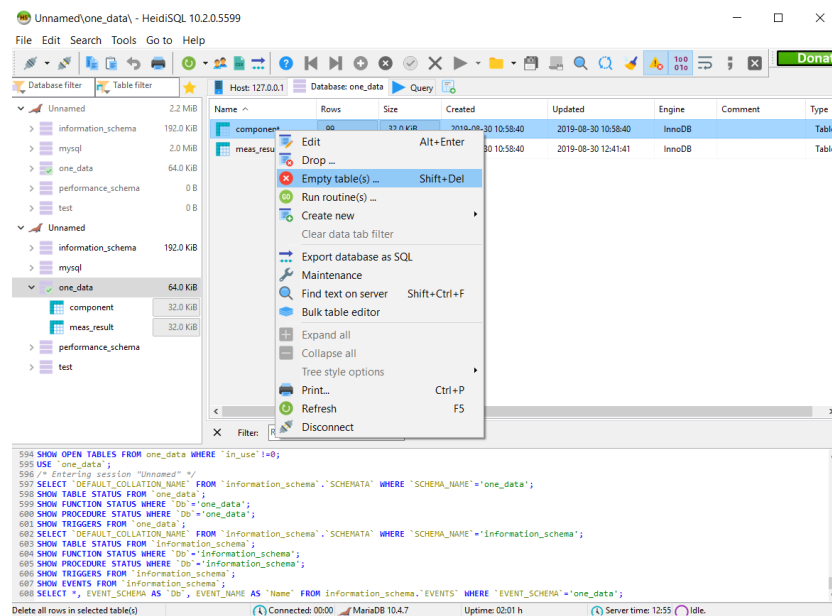 Unnamed\one_data\ - HeidiSQL 10.2.0.5599
File Edit Search Tools Go to Help
Donat
Database filter Table filter Host: 127.0.0.1 Database: one_data Query
Unnamed 2.2 MiB
information_schema 192.0 KiB
mysql 2.0 MiB
one_data 64.0 KiB
performance_schema 0 B
test 0 B
Unnamed
information_schema 192.0 KiB
mysql
one_data 64.0 KiB
component 32.0 KiB
meas_result 32.0 KiB
performance_schema
test
Name Rows Size Created Updated Engine Comment Type
component 99 32.0 KiB 2019-08-30 10:58:40 2019-08-30 10:58:40 InnoDB Table
meas_resu 30 10:58:40 2019-08-30 12:41:41 InnoDB Table
Edit Alt+Enter
Drop ...
Empty table(s) ... Shift+Del
Run routine(s) ...
Create new
Clear data tab filter
Export database as SQL
Maintenance
Find text on server Shift+Ctrl+F
Bulk table editor
Expand all
Collapse all
Tree style options
Print... Ctrl+P
Refresh F5
Disconnect
Filter: R
594 SHOW OPEN TABLES FROM one_data WHERE `in_use`!=0;
595 USE `one_data`;
596 /* Entering session "Unnamed" */
597 SELECT `DEFAULT_COLLATION_NAME` FROM `information_schema`.`SCHEMATA` WHERE `SCHEMA_NAME`='one_data';
598 SHOW TABLE STATUS FROM `one_data`;
599 SHOW FUNCTION STATUS WHERE `Db`='one_data';
600 SHOW PROCEDURE STATUS WHERE `Db`='one_data';
601 SHOW TRIGGERS FROM `one_data`;
602 SELECT `DEFAULT_COLLATION_NAME` FROM `information_schema`.`SCHEMATA` WHERE `SCHEMA_NAME`='information_schema';
603 SHOW TABLE STATUS FROM `information_schema`;
604 SHOW FUNCTION STATUS WHERE `Db`='information_schema';
605 SHOW PROCEDURE STATUS WHERE `Db`='information_schema';
606 SHOW TRIGGERS FROM `information_schema`;
607 SHOW EVENTS FROM `information_schema`;
608 SELECT *, EVENT_SCHEMA AS `Db`, EVENT_NAME AS `Name` FROM information_schema.`EVENTS` WHERE `EVENT_SCHEMA`='one_data';
Delete all rows in selected table(s) Connected: 00:00 MariaDB 10.4.7 Uptime: 02:01 h Server time: 12:55 Idle.